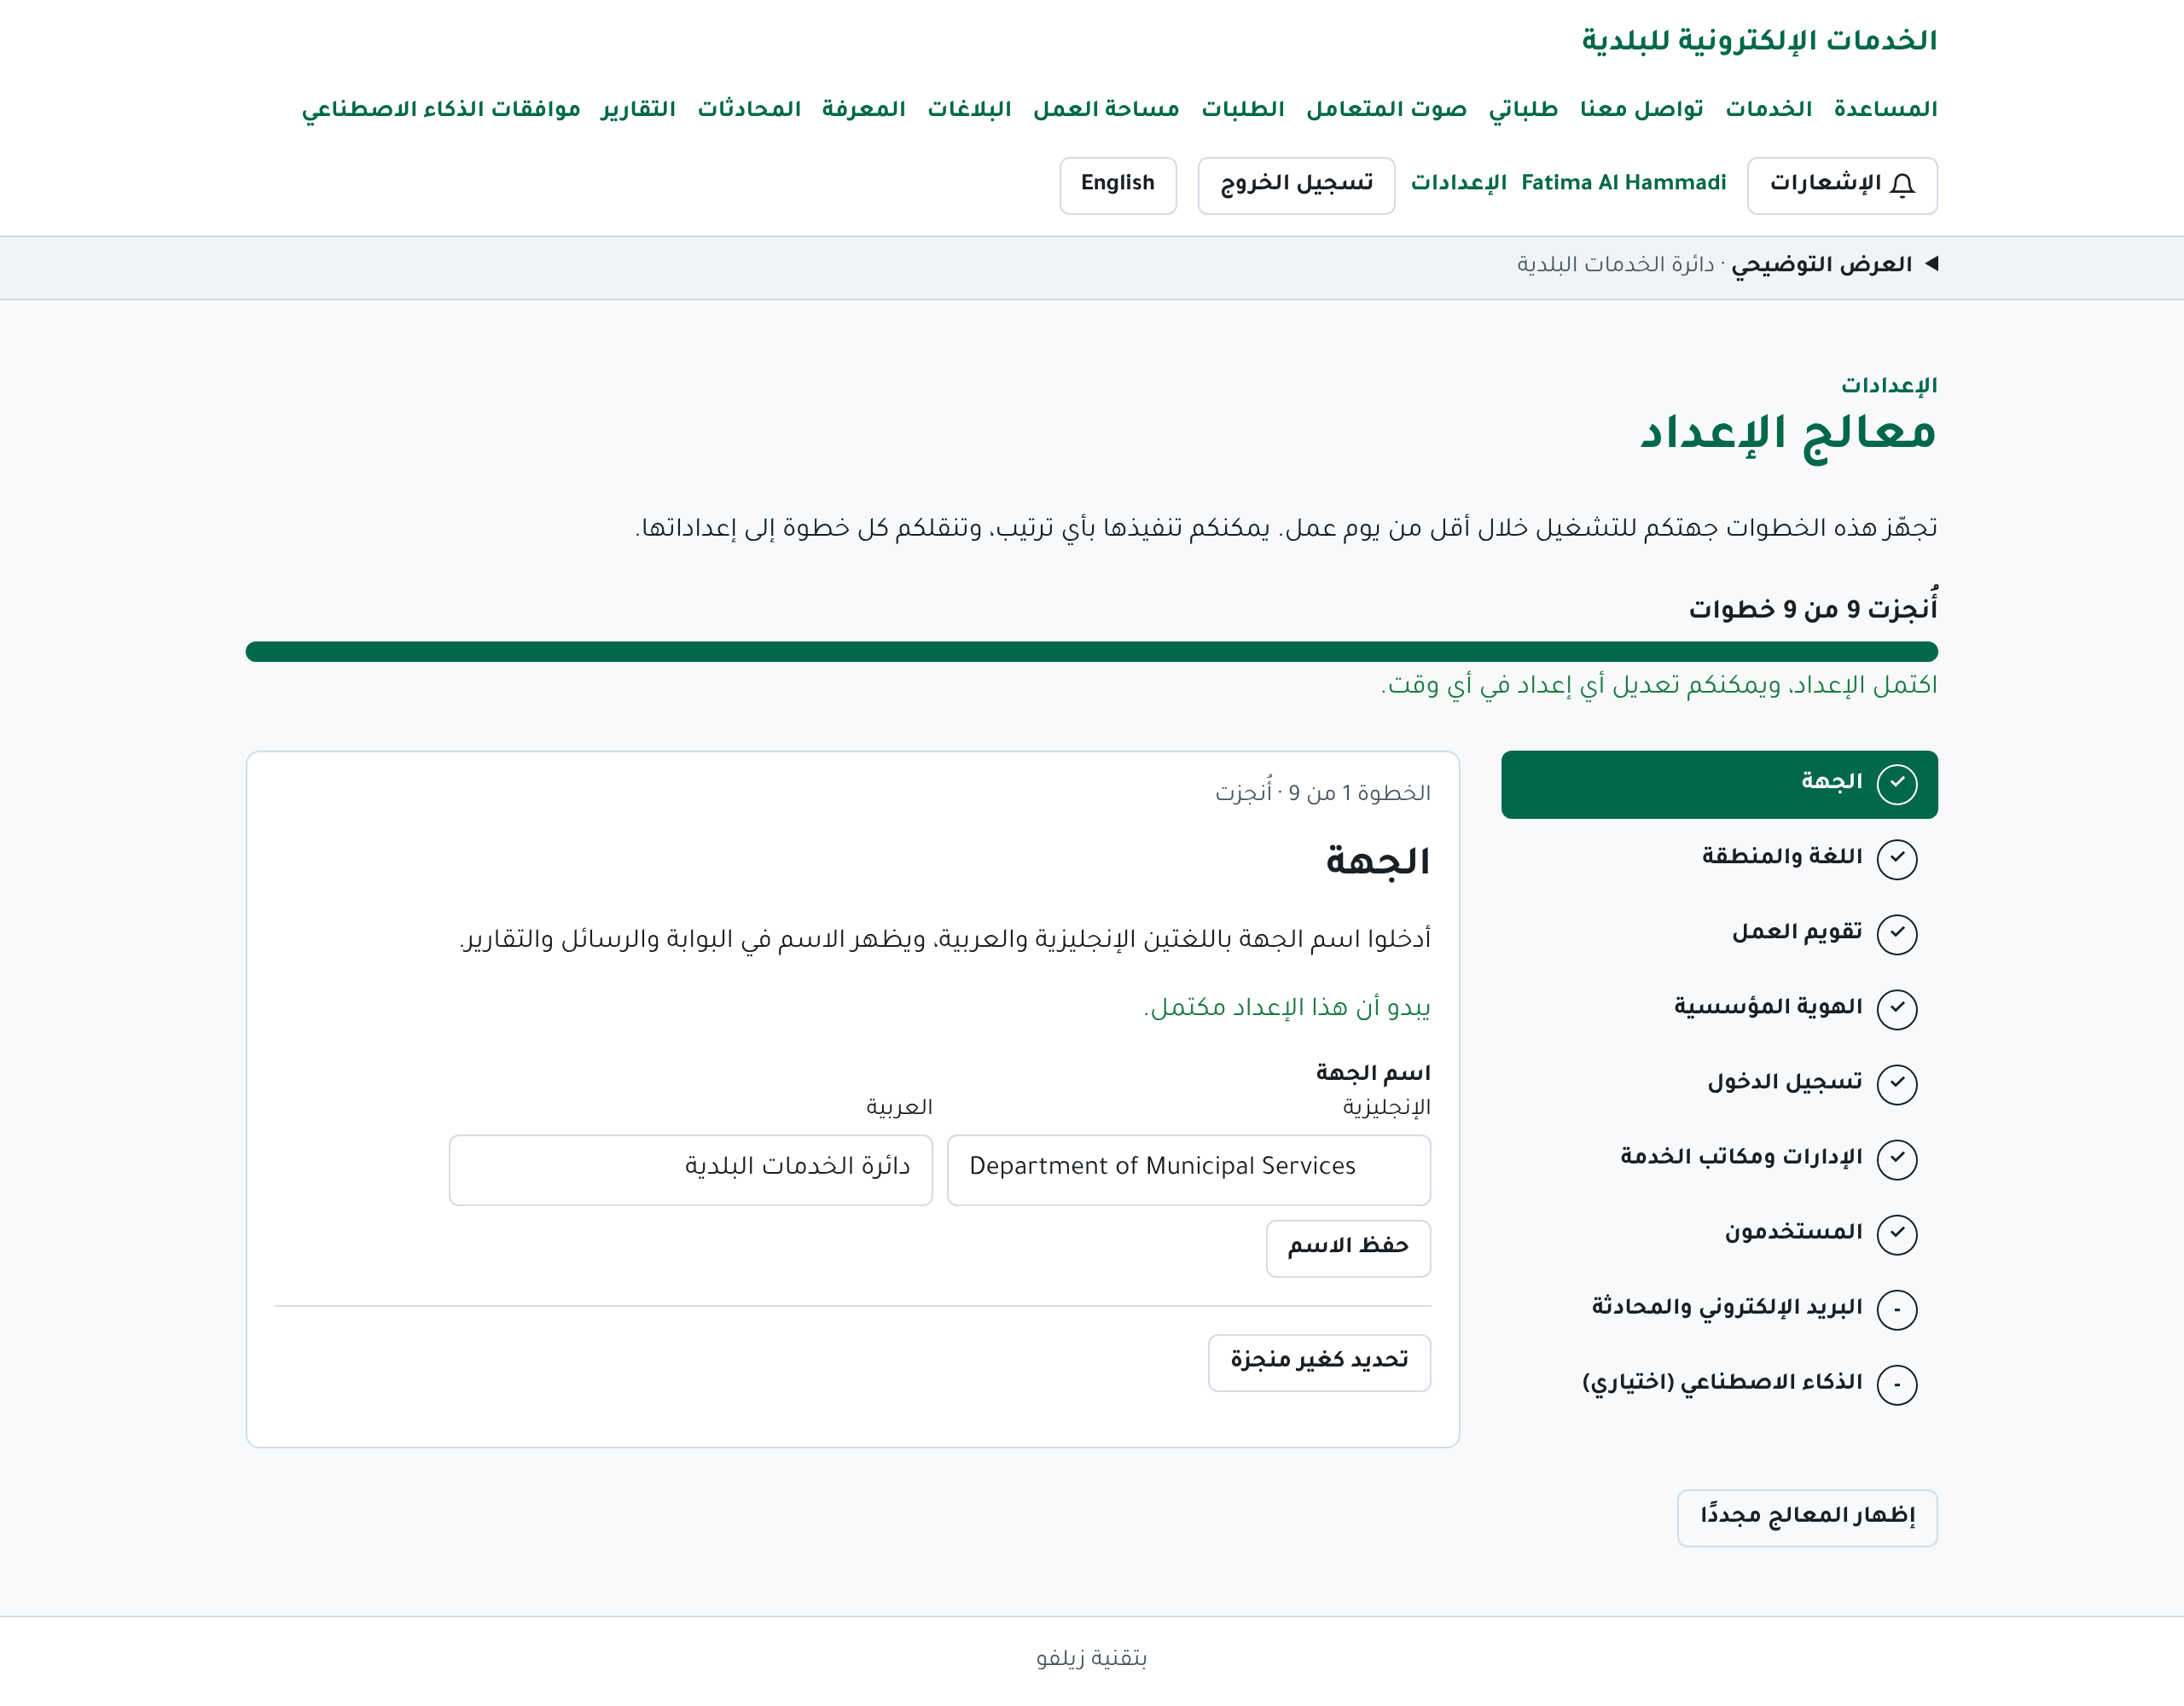 الخدمات الإلكترونية للبلدية
المساعدة الخدمات تواصل معنا طلباتي صوت المتعامل الطلبات مساحة العمل البلاغات المعرفة المحادثات التقارير موافقات الذكاء الاصطناعي
الإشعارات Fatima Al Hammadi الإعدادات تسجيل الخروج English
العرض التوضيحي · دائرة الخدمات البلدية
الإعدادات
معالج الإعداد
تجهّز هذه الخطوات جهتكم للتشغيل خلال أقل من يوم عمل. يمكنكم تنفيذها بأي ترتيب، وتنقلكم كل خطوة إلى إعداداتها.
أُنجزت 9 من 9 خطوات
اكتمل الإعداد، ويمكنكم تعديل أي إعداد في أي وقت.
الجهة
اللغة والمنطقة
تقويم العمل
الهوية المؤسسية
تسجيل الدخول
الإدارات ومكاتب الخدمة
المستخدمون
- البريد الإلكتروني والمحادثة
- الذكاء الاصطناعي (اختياري)
الخطوة 1 من 9 · أُنجزت
الجهة
أدخلوا اسم الجهة باللغتين الإنجليزية والعربية، ويظهر الاسم في البوابة والرسائل والتقارير.
يبدو أن هذا الإعداد مكتمل.
اسم الجهة
الإنجليزية العربية
Department of Municipal Services دائرة الخدمات البلدية
حفظ الاسم
تحديد كغير منجزة
إظهار المعالج مجددًا
بتقنية زيلفو